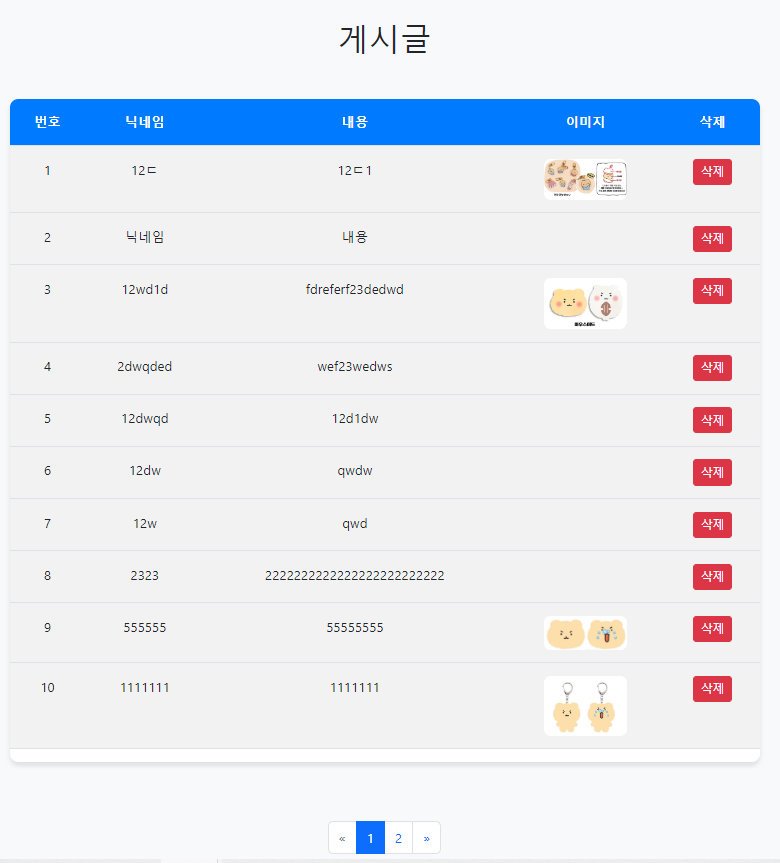 게시글
번호 닉네임 내용 이미지 삭제
1 12ㄷ 12ㄷ1 삭제
2 닉네임 내용 삭제
3 12wd1d fdreferf23dedwd 삭제
4 2dwqded wef23wedws 삭제
5 12dwqd 12d1dw 삭제
6 12dw qwdw 삭제
7 12w qwd 삭제
8 2323 2222222222222222222222222 삭제
9 555555 55555555 삭제
10 1111111 1111111 삭제
« 1 2 »